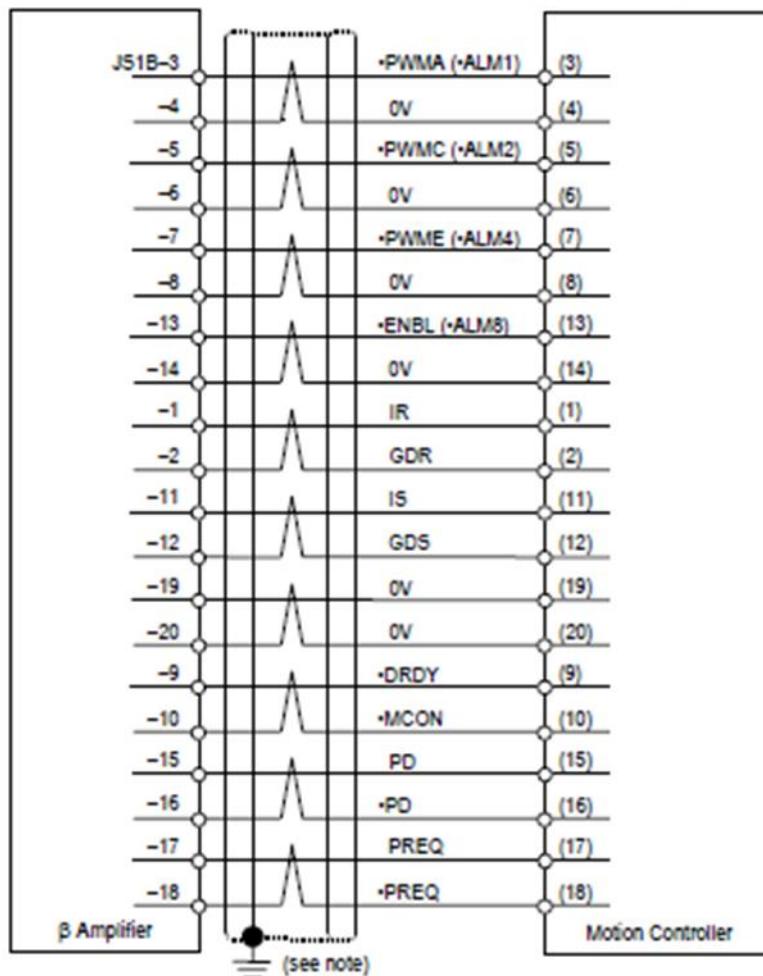 JS1B–3 •PWMA (•ALM1) (3)
–4 0V (4)
–5 •PWMC (•ALM2) (5)
–6 0V (6)
–7 •PWME (•ALM4) (7)
–8 0V (8)
–13 •ENBL (•ALM8) (13)
–14 0V (14)
–1 IR (1)
–2 GDR (2)
–11 IS (11)
–12 GDS (12)
–19 0V (19)
–20 0V (20)
–9 •DRDY (9)
–10 •MCON (10)
–15 PD (15)
–16 •PD (16)
–17 PREQ (17)
–18 •PREQ (18)
β Amplifier Motion Controller
(see note)